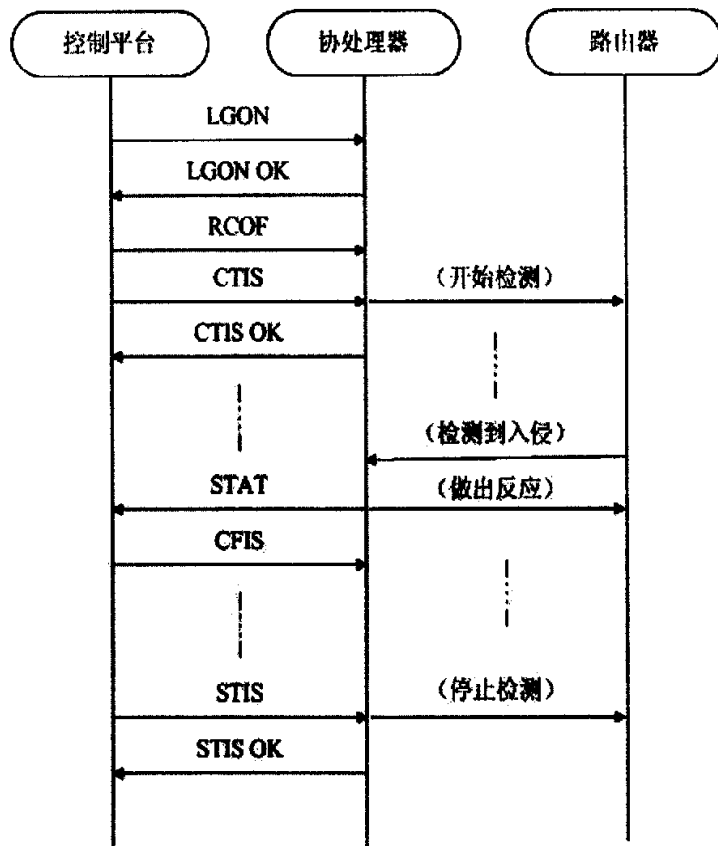 控制平台 协处理器 路由器
LGON
LGON OK
RCOF
CTIS （开始检测）
CTIS OK
（检测到入侵）
STAT （做出反应）
CFIS
STIS （停止检测）
STIS OK